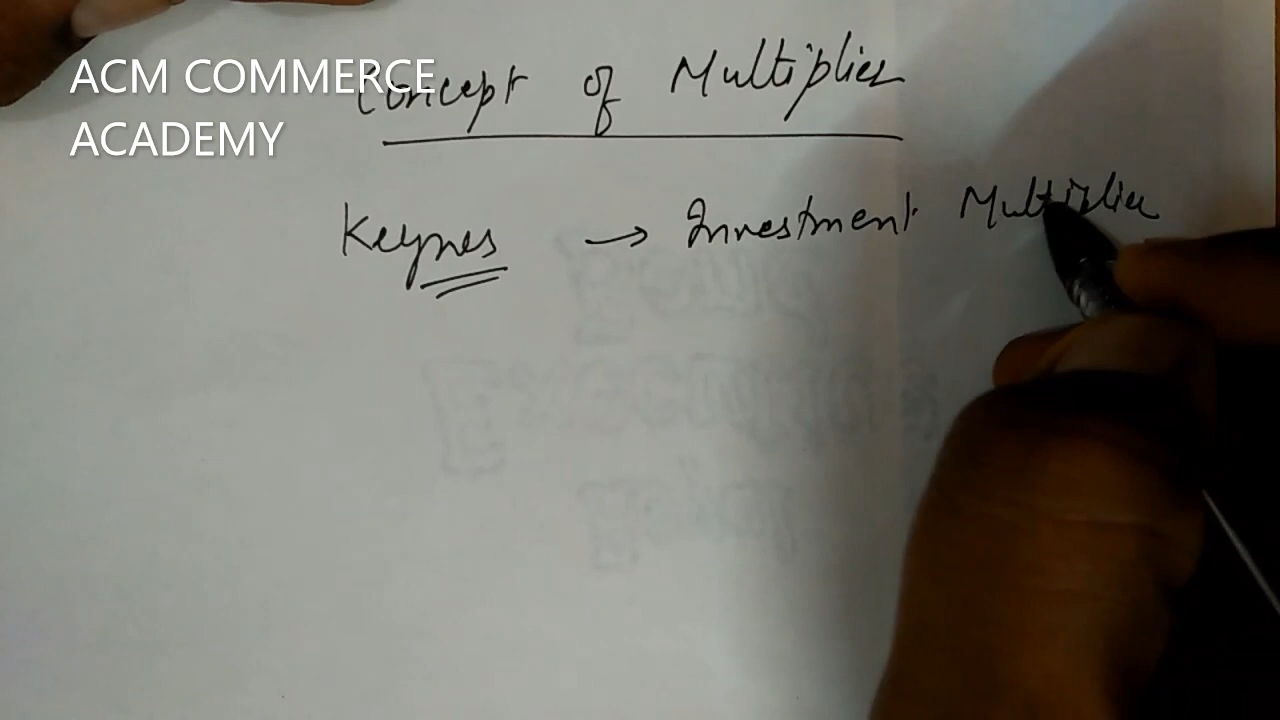 ACM COMMERCE
ACADEMY
Concept of Multiplier
Keynes → Investment Multiplier